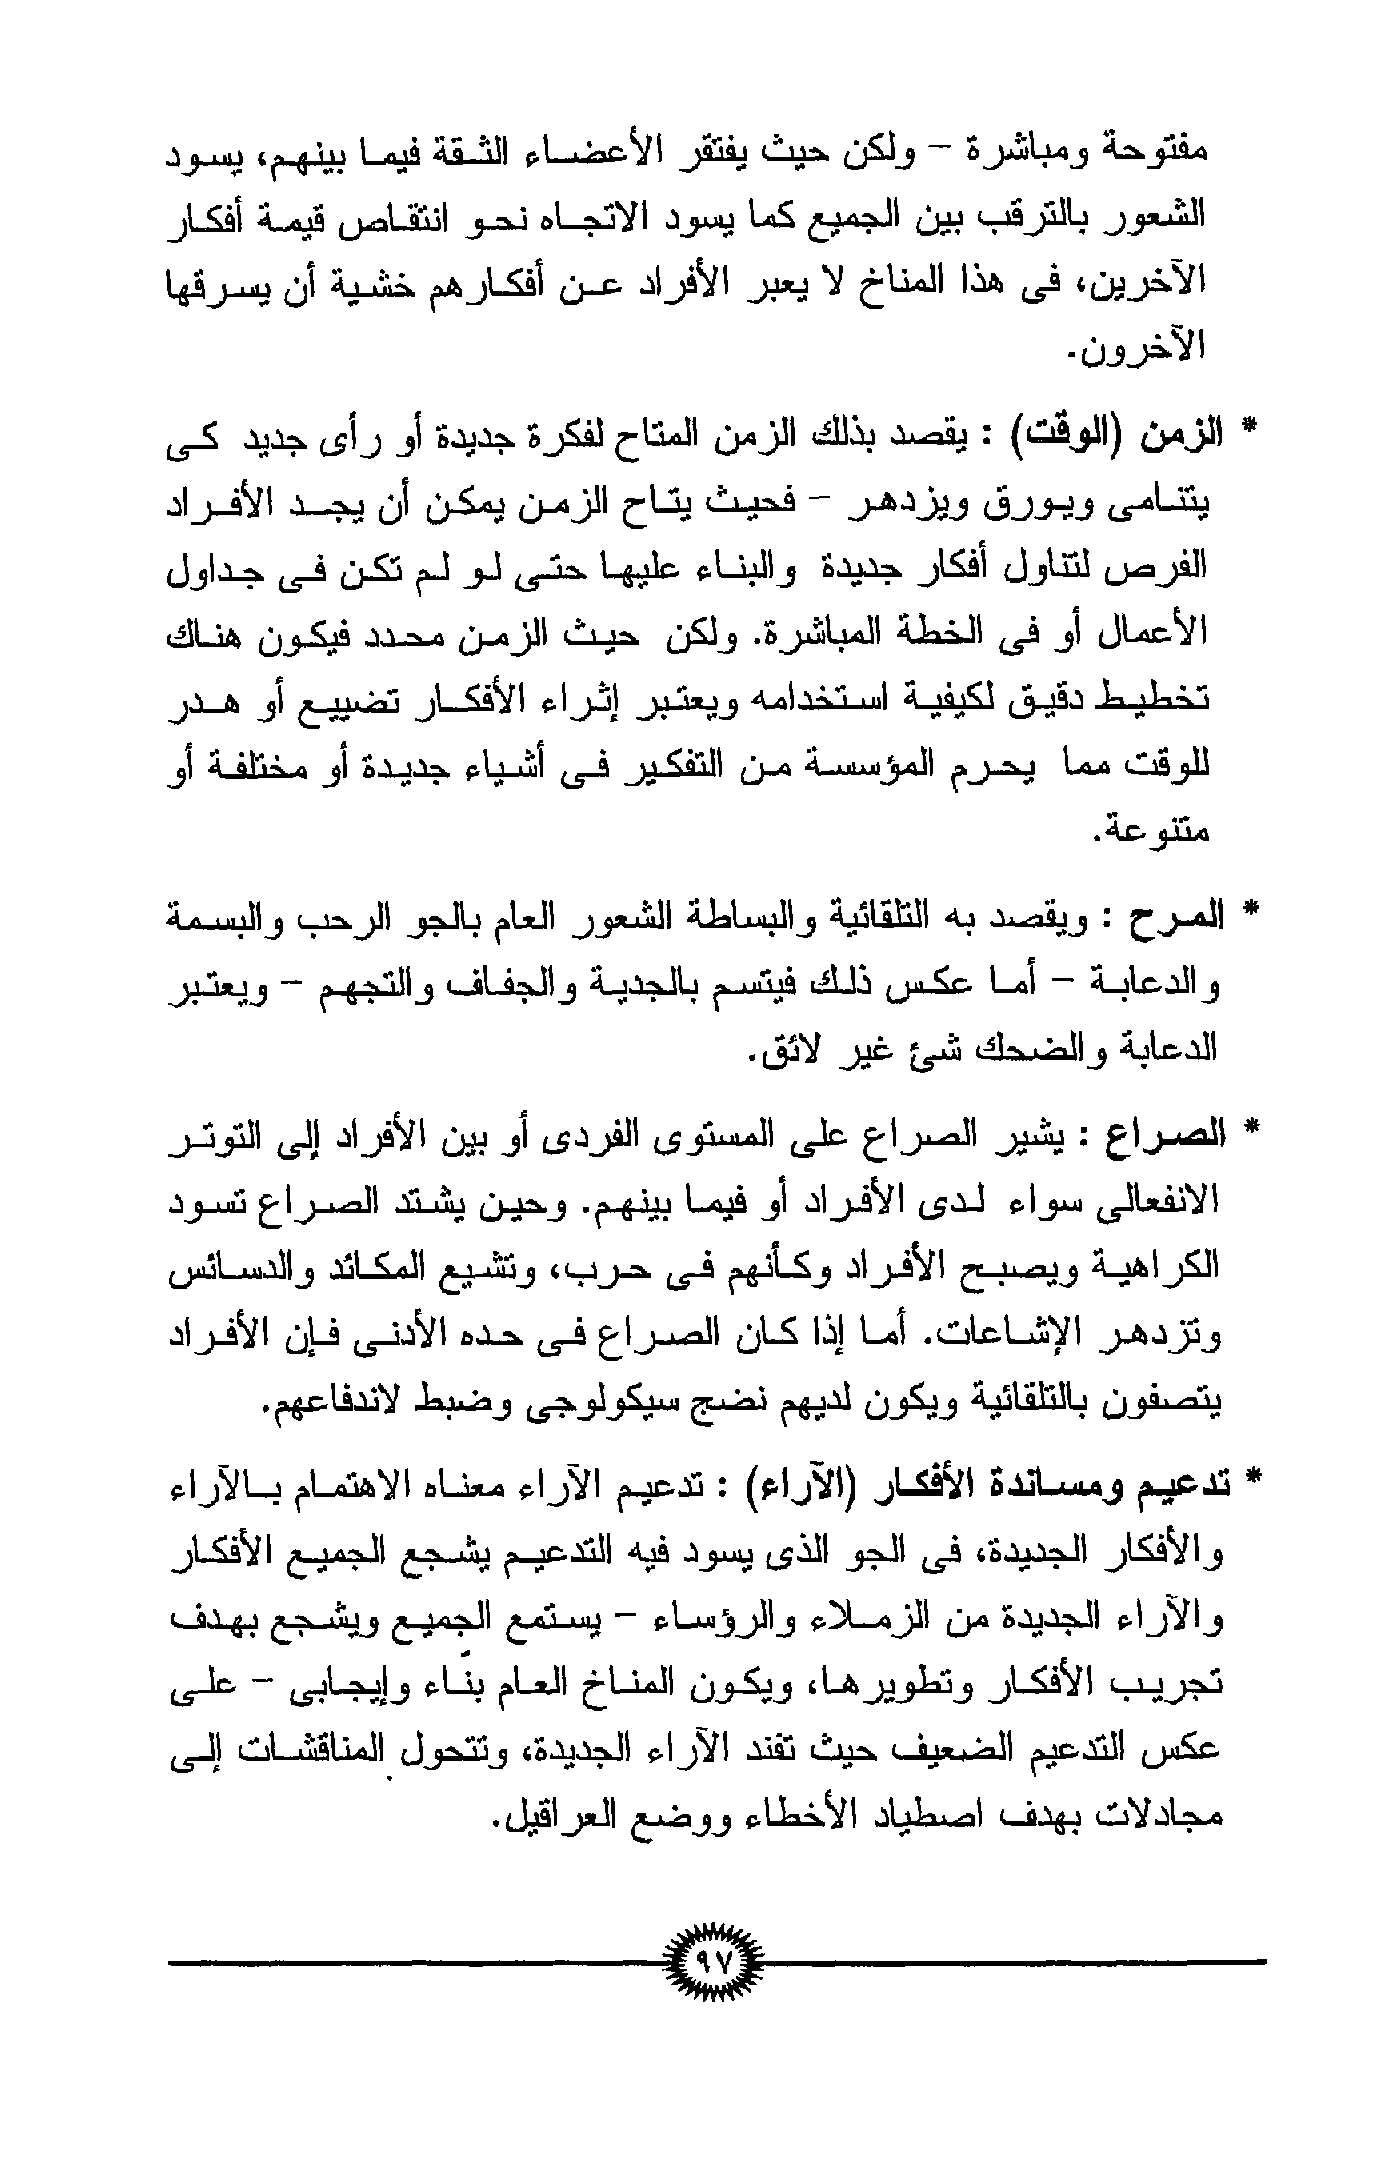 مفتوحة ومباشرة – ولكن حيث يفتقر الأعضاء الثقة فيما بينهم، يسود
الشعور بالترقب بين الجميع كما يسود الاتجاه نحو انتقاص قيمة أفكار
الآخرين، فى هذا المناخ لا يعبر الأفراد عن أفكارهم خشية أن يسرقها
الآخرون.
* الزمن (الوقت) : يقصد بذلك الزمن المتاح لفكرة جديدة أو رأى جديد كى
يتنامى ويورق ويزدهر – فحيث يتاح الزمن يمكن أن يجد الأفراد
الفرص لتناول أفكار جديدة والبناء عليها حتى لو لم تكن فى جداول
الأعمال أو فى الخطة المباشرة. ولكن حيث الزمن محدد فيكون هناك
تخطيط دقيق لكيفية استخدامه ويعتبر إثراء الأفكار تضييع أو هدر
للوقت مما يحرم المؤسسة من التفكير فى أشياء جديدة أو مختلفة أو
متنوعة.
* المرح : ويقصد به التلقائية والبساطة الشعور العام بالجو الرحب والبسمة
والدعابة – أما عكس ذلك فيتسم بالجدية والجفاف والتجهم – ويعتبر
الدعابة والضحك شئ غير لائق.
* الصراع : يشير الصراع على المستوى الفردى أو بين الأفراد إلى التوتر
الانفعالى سواء لدى الأفراد أو فيما بينهم. وحين يشتد الصراع تسود
الكراهية ويصبح الأفراد وكأنهم فى حرب، وتشيع المكائد والدسائس
وتزدهر الإشاعات. أما إذا كان الصراع فى حده الأدنى فإن الأفراد
يتصفون بالتلقائية ويكون لديهم نضج سيكولوجى وضبط لاندفاعهم.
* تدعيم ومساندة الأفكار (الآراء) : تدعيم الآراء معناه الاهتمام بالآراء
والأفكار الجديدة، فى الجو الذى يسود فيه التدعيم يشجع الجميع الأفكار
والآراء الجديدة من الزملاء والرؤساء – يستمع الجميع ويشجع بهدف
تجريب الأفكار وتطويرها، ويكون المناخ العام بنّاء وإيجابى – على
عكس التدعيم الضعيف حيث تفند الآراء الجديدة، وتتحول المناقشات إلى
مجادلات بهدف اصطياد الأخطاء ووضع العراقيل.
٩٧